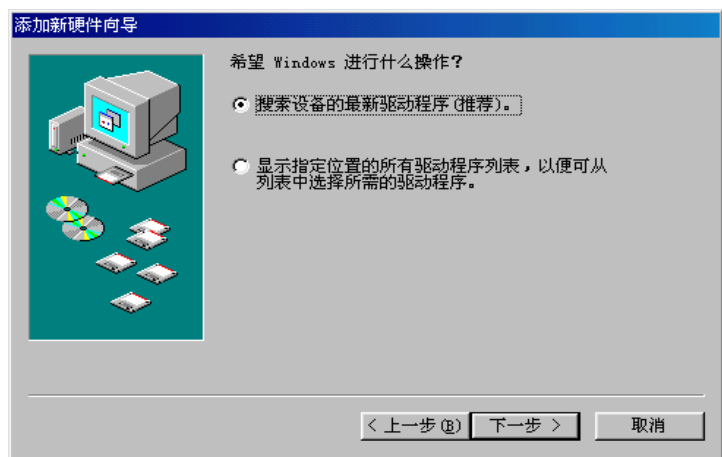 添加新硬件向导
希望 Windows 进行什么操作?
搜索设备的最新驱动程序(推荐)。
显示指定位置的所有驱动程序列表，以便可从
列表中选择所需的驱动程序。
< 上一步(B) 下一步 > 取消